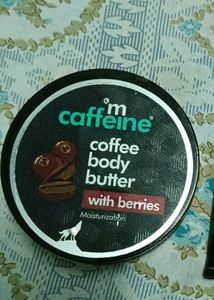 'm
caffeine®
coffee
body
butter
with berries
Moisturization